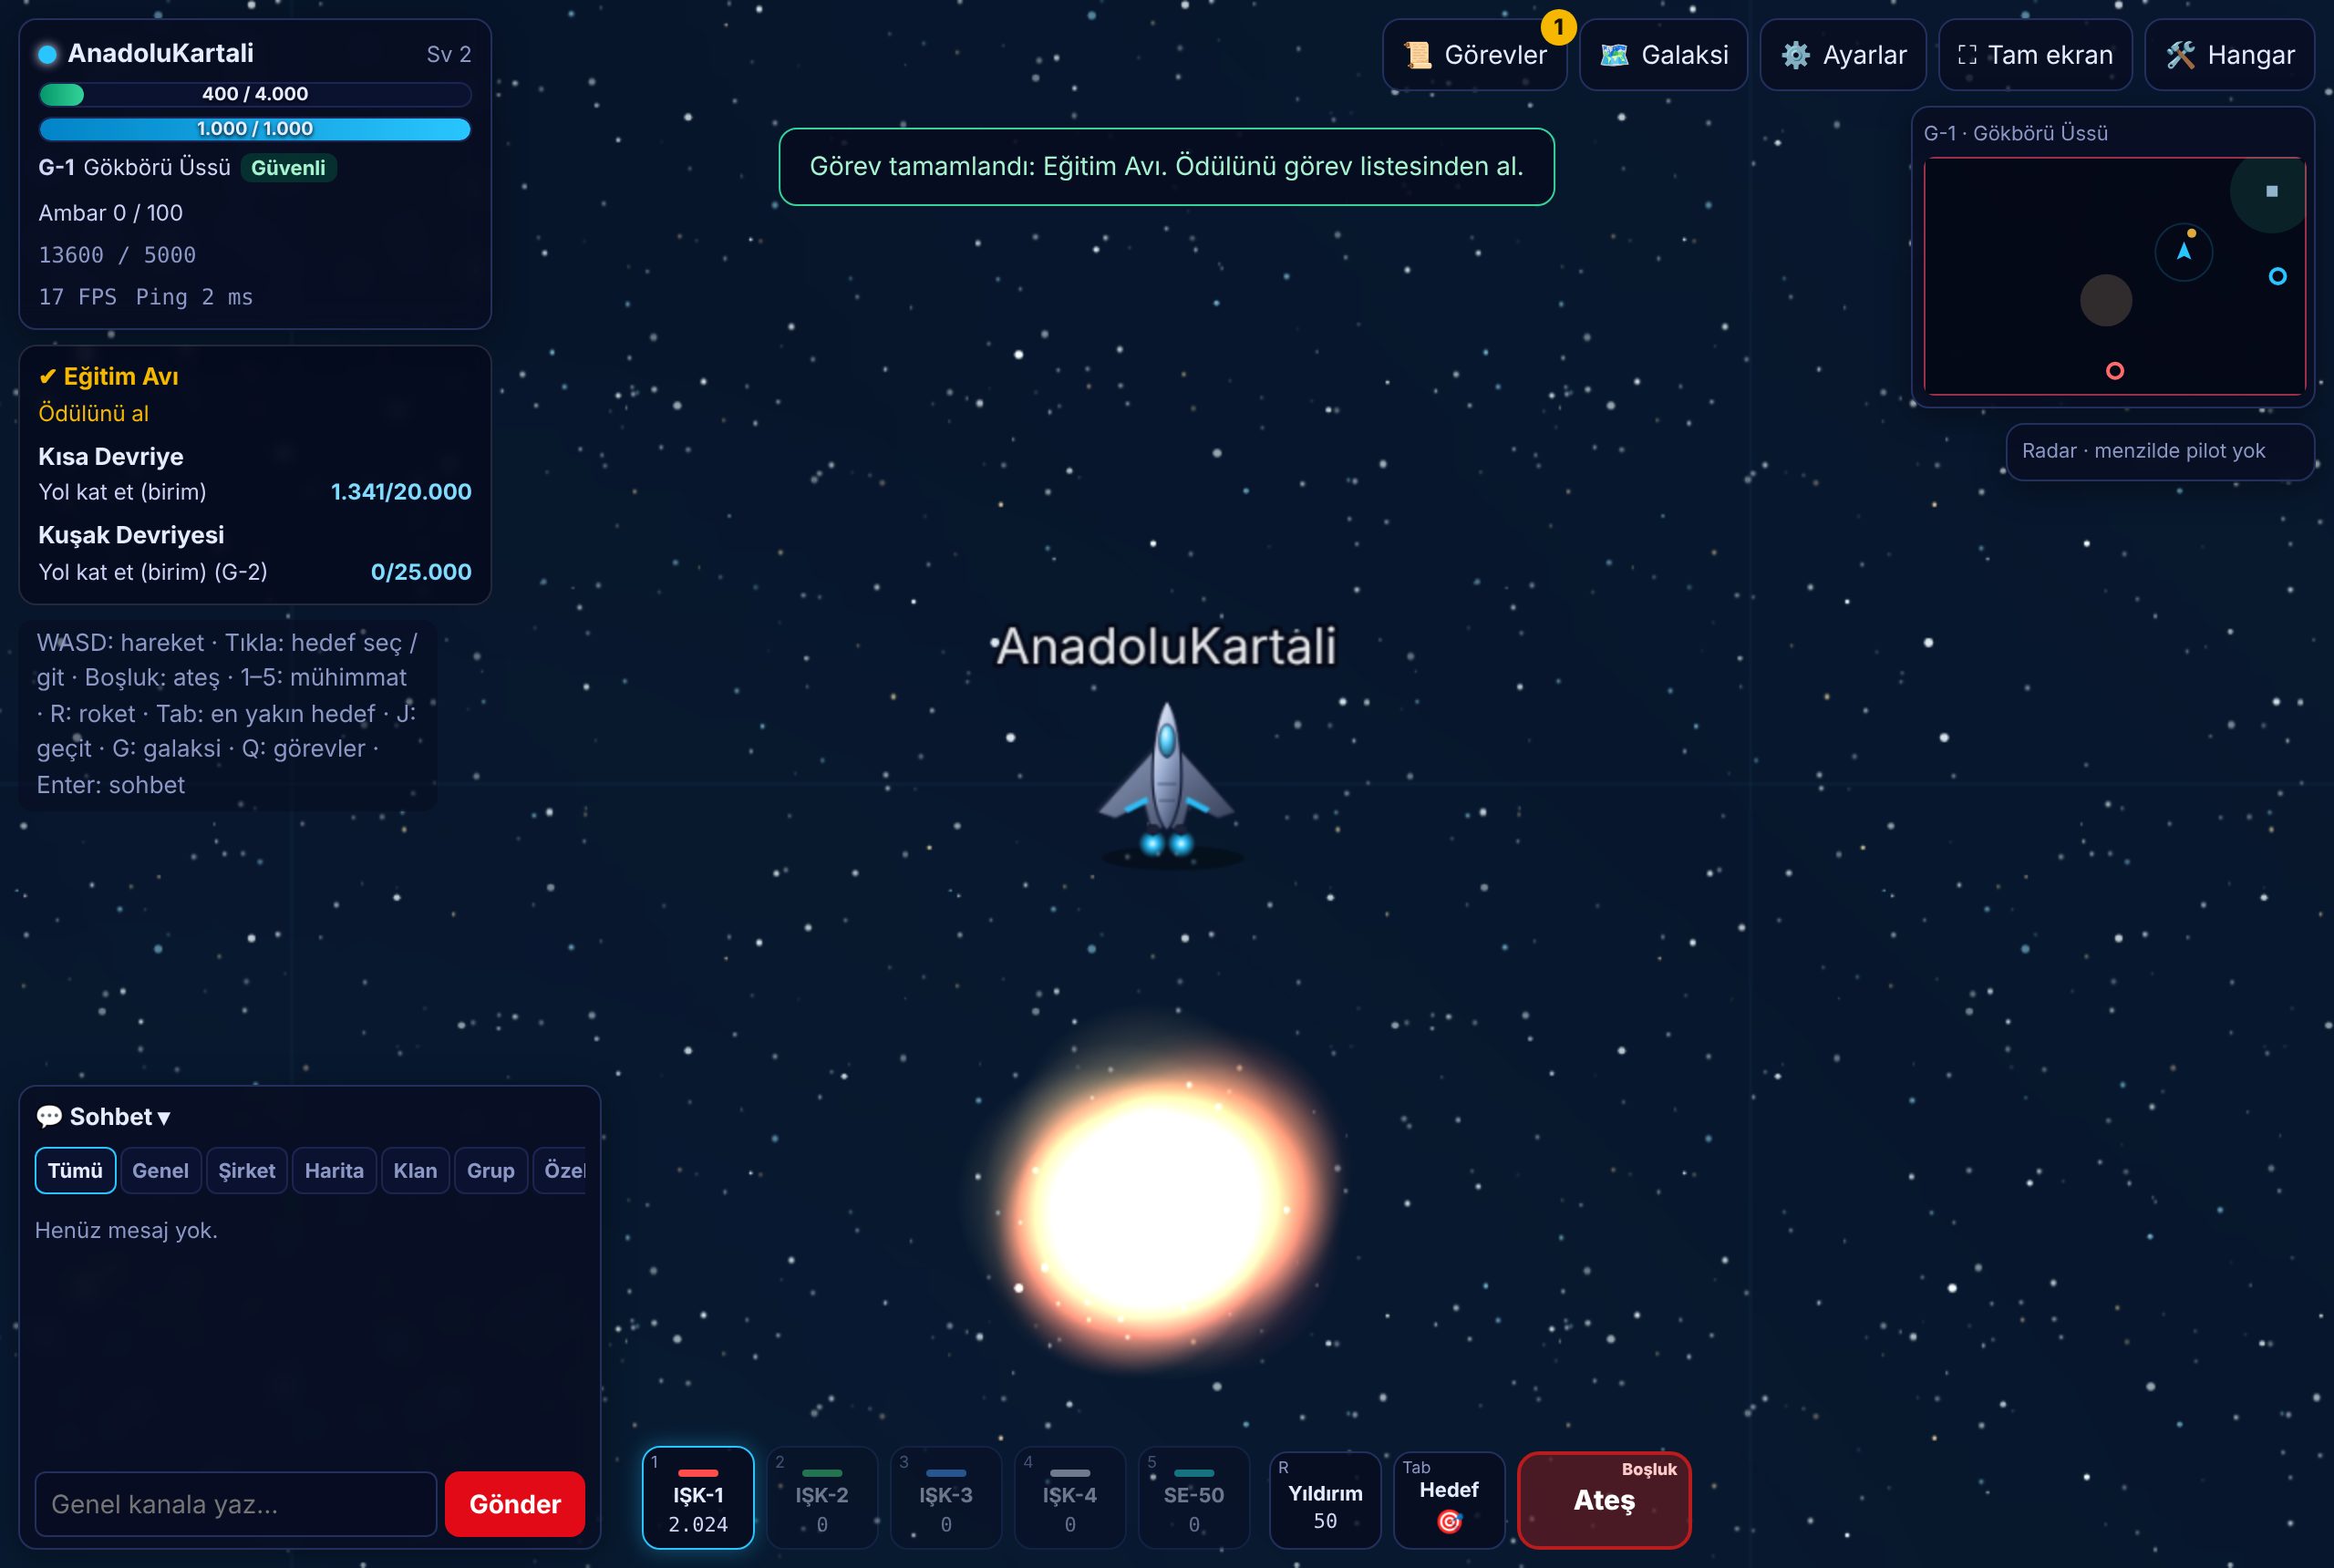 AnadoluKartali Sv 2
400 / 4.000
1.000 / 1.000
G-1 Gökbörü Üssü Güvenli
Ambar 0 / 100
13600 / 5000
17 FPS Ping 2 ms
✔ Eğitim Avı
Ödülünü al
Kısa Devriye
Yol kat et (birim) 1.341/20.000
Kuşak Devriyesi
Yol kat et (birim) (G-2) 0/25.000
WASD: hareket · Tıkla: hedef seç /
git · Boşluk: ateş · 1–5: mühimmat
· R: roket · Tab: en yakın hedef · J:
geçit · G: galaksi · Q: görevler ·
Enter: sohbet
Görevler 1
Galaksi
Ayarlar
Tam ekran
Hangar
Görev tamamlandı: Eğitim Avı. Ödülünü görev listesinden al.
G-1 · Gökbörü Üssü
Radar · menzilde pilot yok
AnadoluKartali
Sohbet ▾
Tümü Genel Şirket Harita Klan Grup Özel
Henüz mesaj yok.
Genel kanala yaz...
Gönder
1 IŞK-1 2.024
2 IŞK-2 0
3 IŞK-3 0
4 IŞK-4 0
5 SE-50 0
R Yıldırım 50
Tab Hedef
Boşluk Ateş